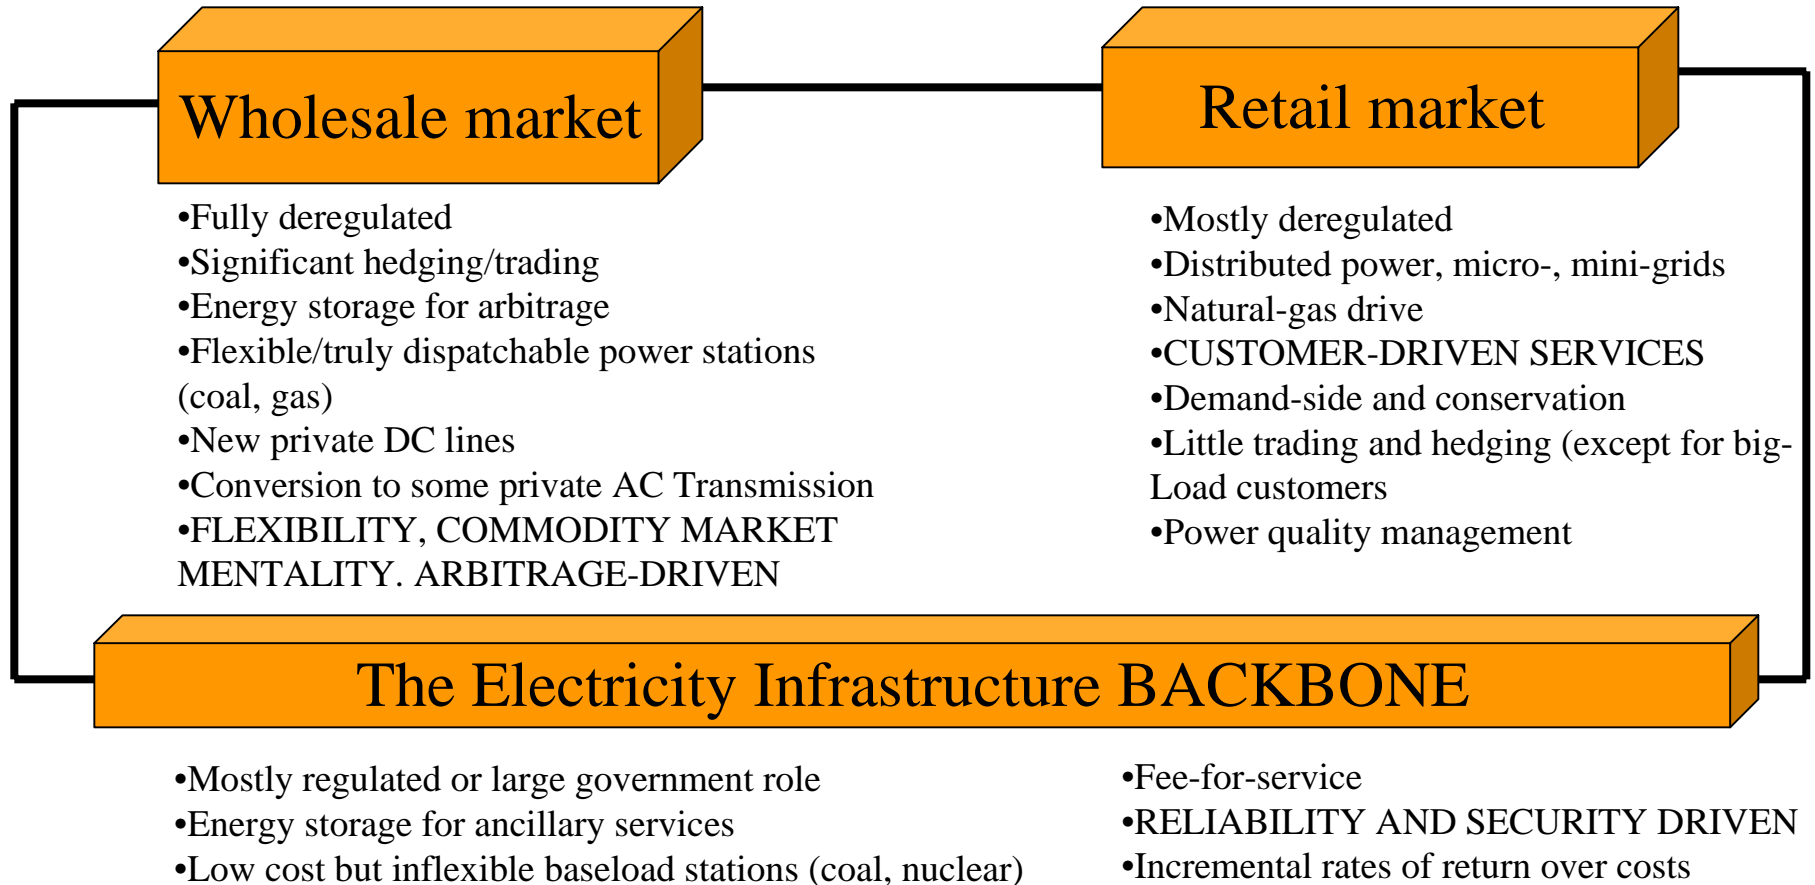 Wholesale market
•Fully deregulated
•Significant hedging/trading
•Energy storage for arbitrage
•Flexible/truly dispatchable power stations
(coal, gas)
•New private DC lines
•Conversion to some private AC Transmission
•FLEXIBILITY, COMMODITY MARKET
MENTALITY. ARBITRAGE-DRIVEN
Retail market
•Mostly deregulated
•Distributed power, micro-, mini-grids
•Natural-gas drive
•CUSTOMER-DRIVEN SERVICES
•Demand-side and conservation
•Little trading and hedging (except for big-
Load customers
•Power quality management
The Electricity Infrastructure BACKBONE
•Mostly regulated or large government role
•Energy storage for ancillary services
•Low cost but inflexible baseload stations (coal, nuclear)
•Fee-for-service
•RELIABILITY AND SECURITY DRIVEN
•Incremental rates of return over costs